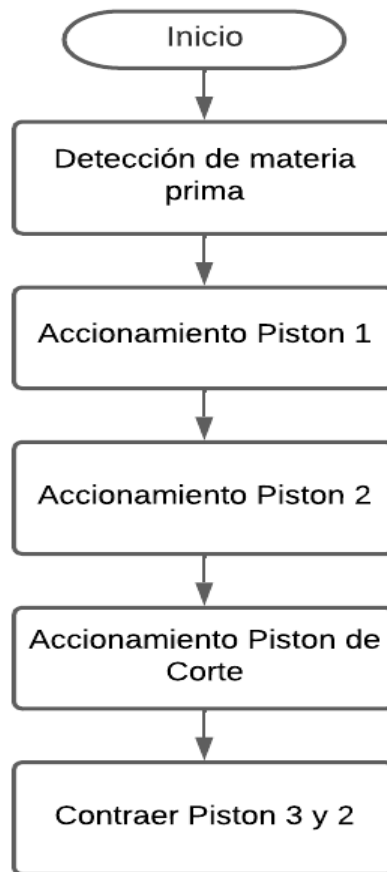 Inicio
Detección de materia
prima
Accionamiento Piston 1
Accionamiento Piston 2
Accionamiento Piston de
Corte
Contraer Piston 3 y 2